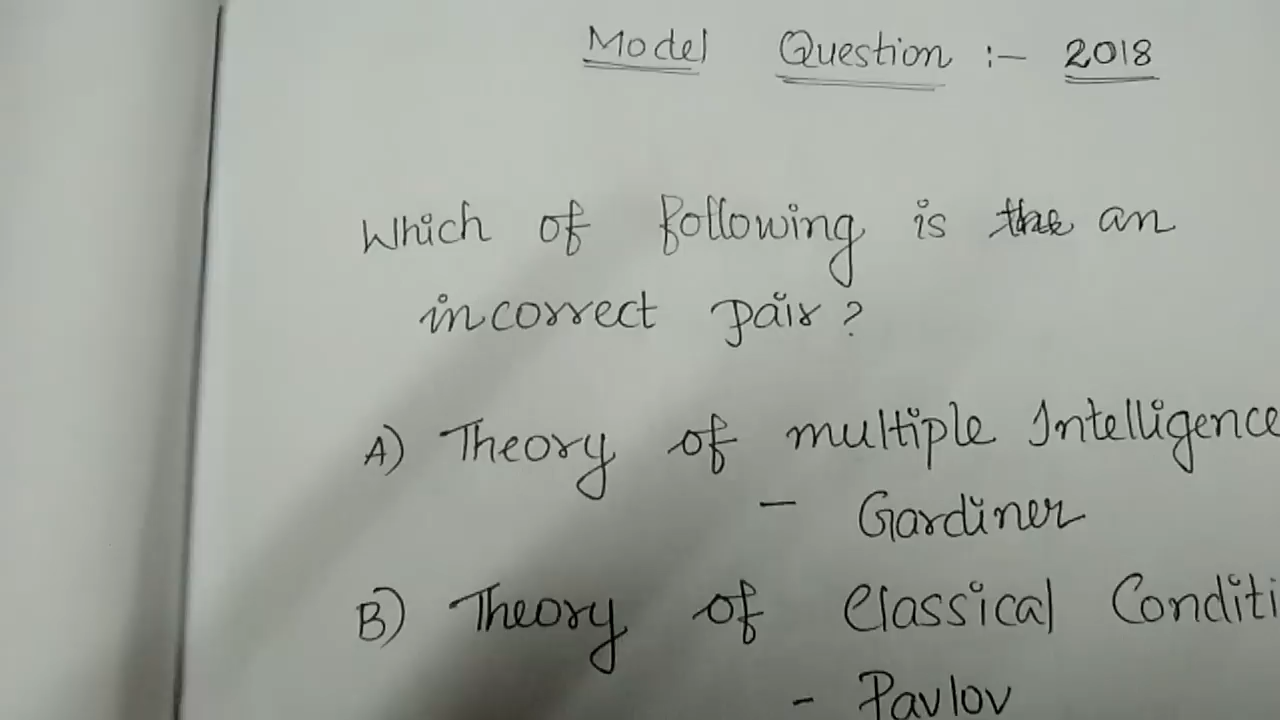 Model Question :- 2018
Which of following is the an
incorrect pair?
A) Theory of multiple Intelligence
- Gardiner
B) Theory of Classical Conditi
- Pavlov